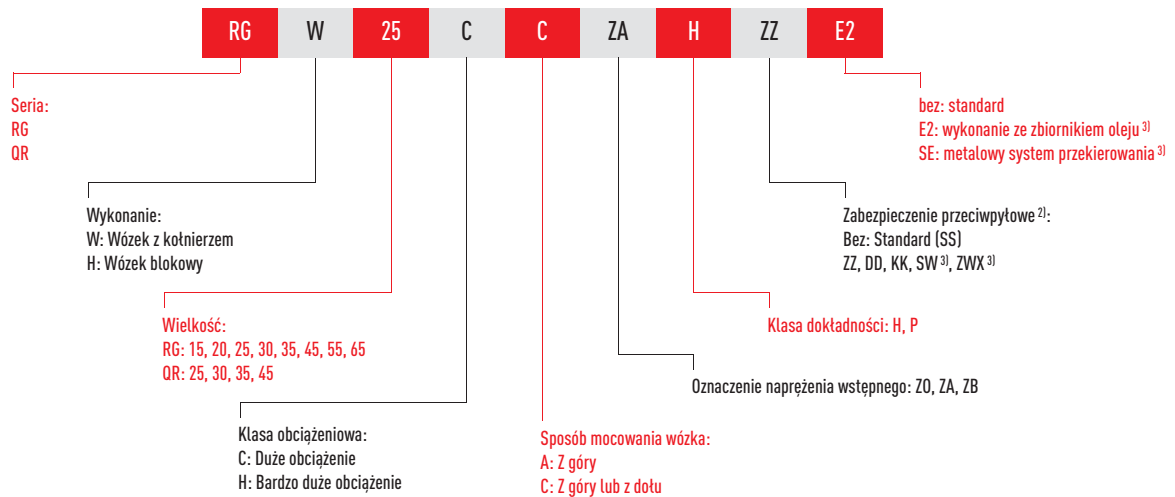 RG W 25 C C ZA H ZZ E2
Seria:
RG
QR
bez: standard
E2: wykonanie ze zbiornikiem oleju 3)
SE: metalowy system przekierowania 3)
Wykonanie:
W: Wózek z kołnierzem
H: Wózek blokowy
Zabezpieczenie przeciwpyłowe 2):
Bez: Standard (SS)
ZZ, DD, KK, SW 3), ZWX 3)
Wielkość:
RG: 15, 20, 25, 30, 35, 45, 55, 65
QR: 25, 30, 35, 45
Klasa dokładności: H, P
Oznaczenie naprężenia wstępnego: ZO, ZA, ZB
Klasa obciążeniowa:
C: Duże obciążenie
H: Bardzo duże obciążenie
Sposób mocowania wózka:
A: Z góry
C: Z góry lub z dołu